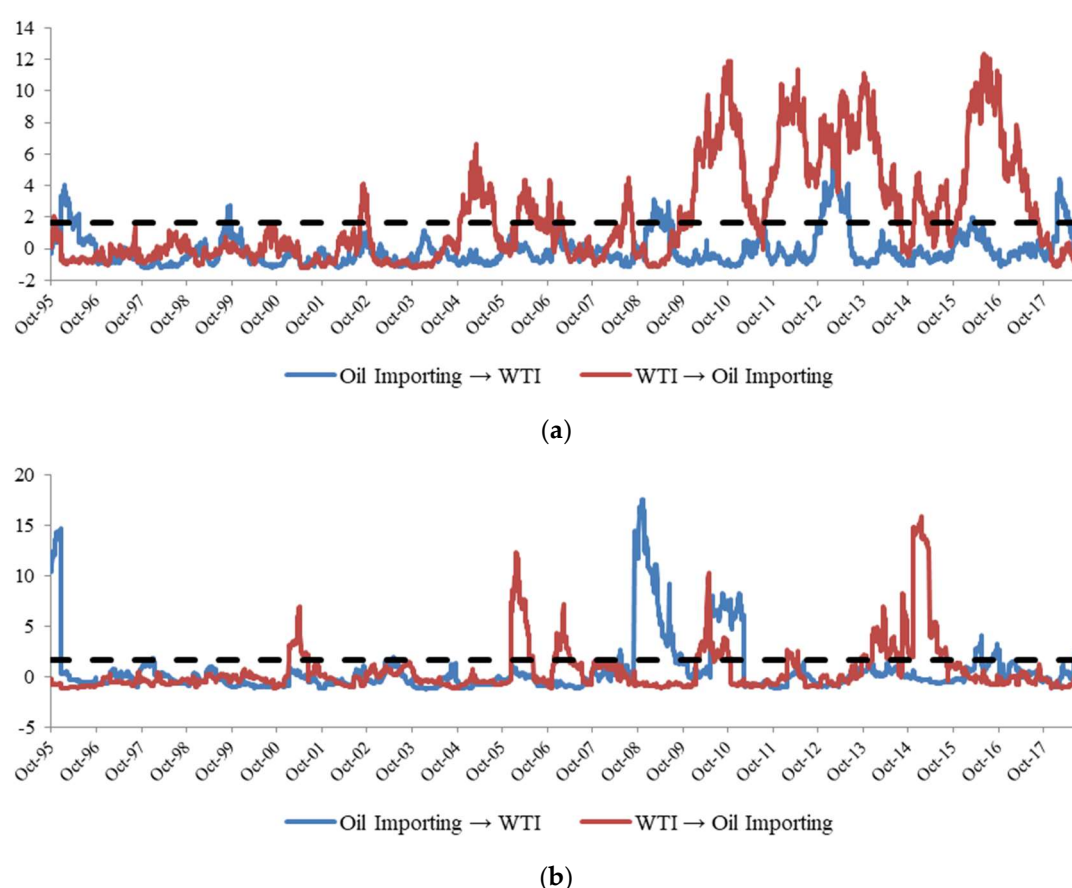 14
12
10
8
6
4
2
0
-2
Oct-95 Oct-96 Oct-97 Oct-98 Oct-99 Oct-00 Oct-01 Oct-02 Oct-03 Oct-04 Oct-05 Oct-06 Oct-07 Oct-08 Oct-09 Oct-10 Oct-11 Oct-12 Oct-13 Oct-14 Oct-15 Oct-16 Oct-17
Oil Importing → WTI WTI → Oil Importing
(a)
20
15
10
5
0
-5
Oct-95 Oct-96 Oct-97 Oct-98 Oct-99 Oct-00 Oct-01 Oct-02 Oct-03 Oct-04 Oct-05 Oct-06 Oct-07 Oct-08 Oct-09 Oct-10 Oct-11 Oct-12 Oct-13 Oct-14 Oct-15 Oct-16 Oct-17
Oil Importing → WTI WTI → Oil Importing
(b)